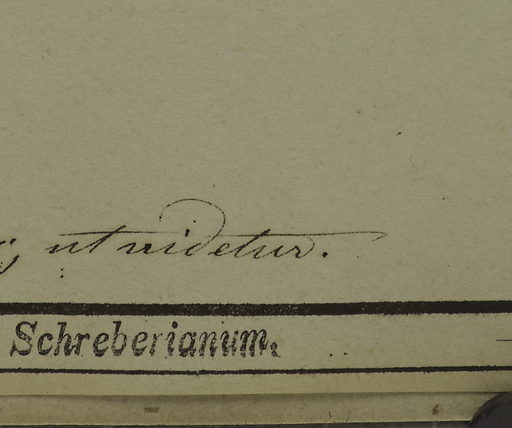 ; ut videtur.
Schreberianum.